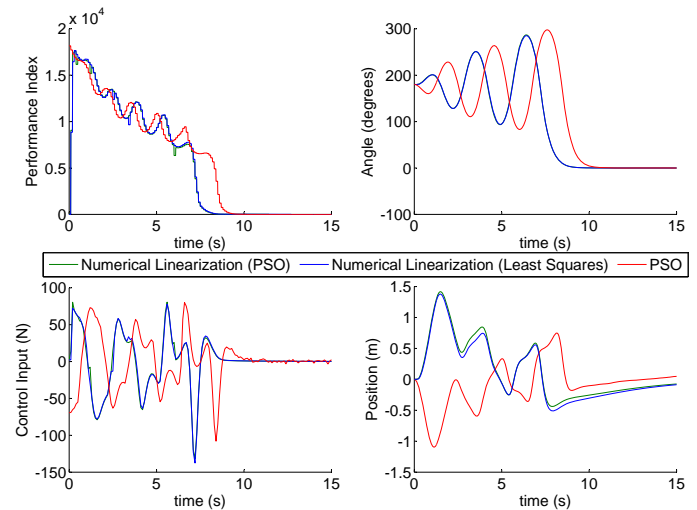 x 10⁴
2
1.5
1
0.5
0
Performance Index
0 5 10 15
time (s)
300
200
100
0
-100
Angle (degrees)
0 5 10 15
time (s)
Numerical Linearization (PSO) Numerical Linearization (Least Squares) PSO
100
50
0
-50
-100
-150
Control Input (N)
0 5 10 15
time (s)
1.5
1
0.5
0
-0.5
-1
-1.5
Position (m)
0 5 10 15
time (s)